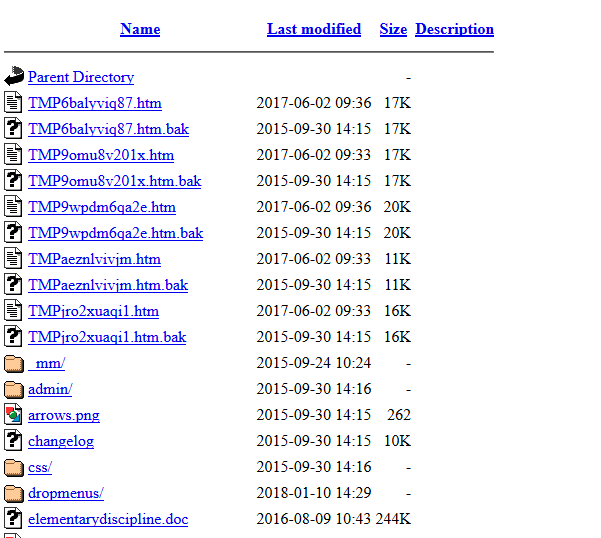 Name Last modified Size Description
Parent Directory -
TMP6balyviq87.htm 2017-06-02 09:36 17K
TMP6balyviq87.htm.bak 2015-09-30 14:15 17K
TMP9omu8v201x.htm 2017-06-02 09:33 17K
TMP9omu8v201x.htm.bak 2015-09-30 14:15 17K
TMP9wpdm6qa2e.htm 2017-06-02 09:36 20K
TMP9wpdm6qa2e.htm.bak 2015-09-30 14:15 20K
TMPaeznlvivjm.htm 2017-06-02 09:33 11K
TMPaeznlvivjm.htm.bak 2015-09-30 14:15 11K
TMPjro2xuaqi1.htm 2017-06-02 09:33 16K
TMPjro2xuaqi1.htm.bak 2015-09-30 14:15 16K
_mm/ 2015-09-24 10:24 -
admin/ 2015-09-30 14:16 -
arrows.png 2015-09-30 14:15 262
changelog 2015-09-30 14:15 10K
css/ 2015-09-30 14:16 -
dropmenus/ 2018-01-10 14:29 -
elementarydiscipline.doc 2016-08-09 10:43 244K